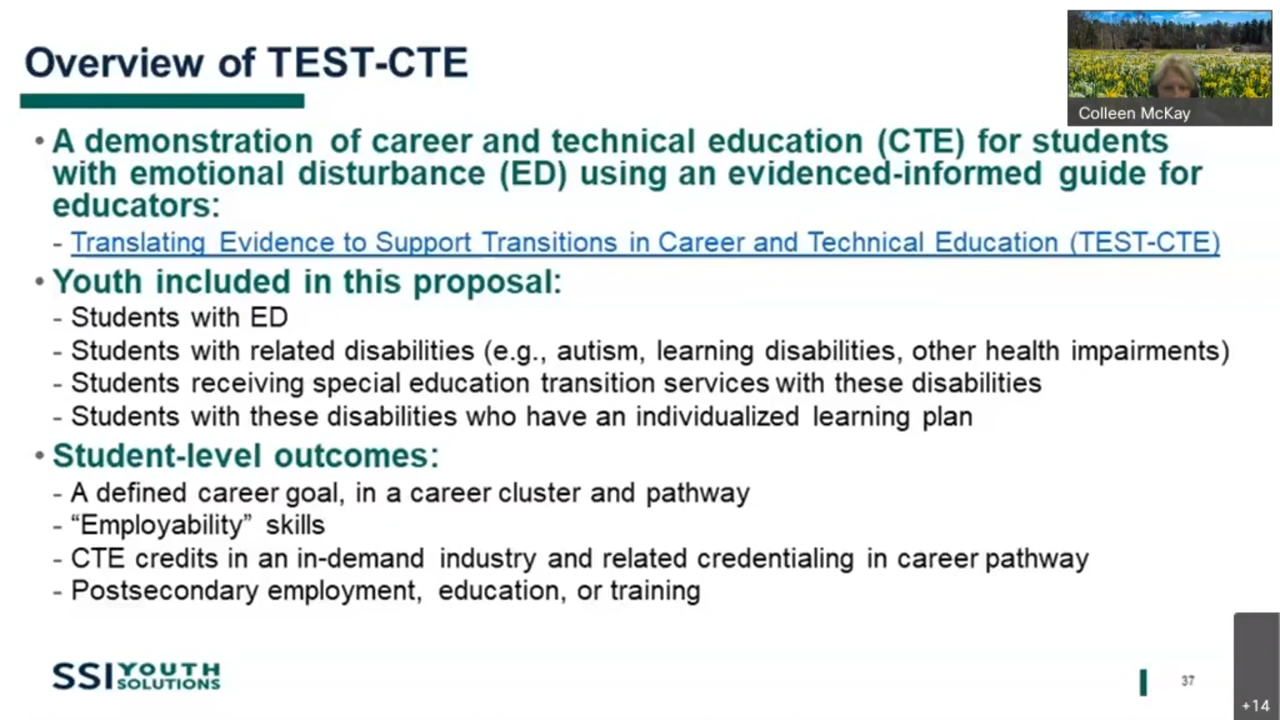 Overview of TEST-CTE
Colleen McKay
• A demonstration of career and technical education (CTE) for students
with emotional disturbance (ED) using an evidenced-informed guide for
educators:
- Translating Evidence to Support Transitions in Career and Technical Education (TEST-CTE)
• Youth included in this proposal:
- Students with ED
- Students with related disabilities (e.g., autism, learning disabilities, other health impairments)
- Students receiving special education transition services with these disabilities
- Students with these disabilities who have an individualized learning plan
• Student-level outcomes:
- A defined career goal, in a career cluster and pathway
- “Employability” skills
- CTE credits in an in-demand industry and related credentialing in career pathway
- Postsecondary employment, education, or training
SSI YOUTH
SOLUTIONS
37
+14